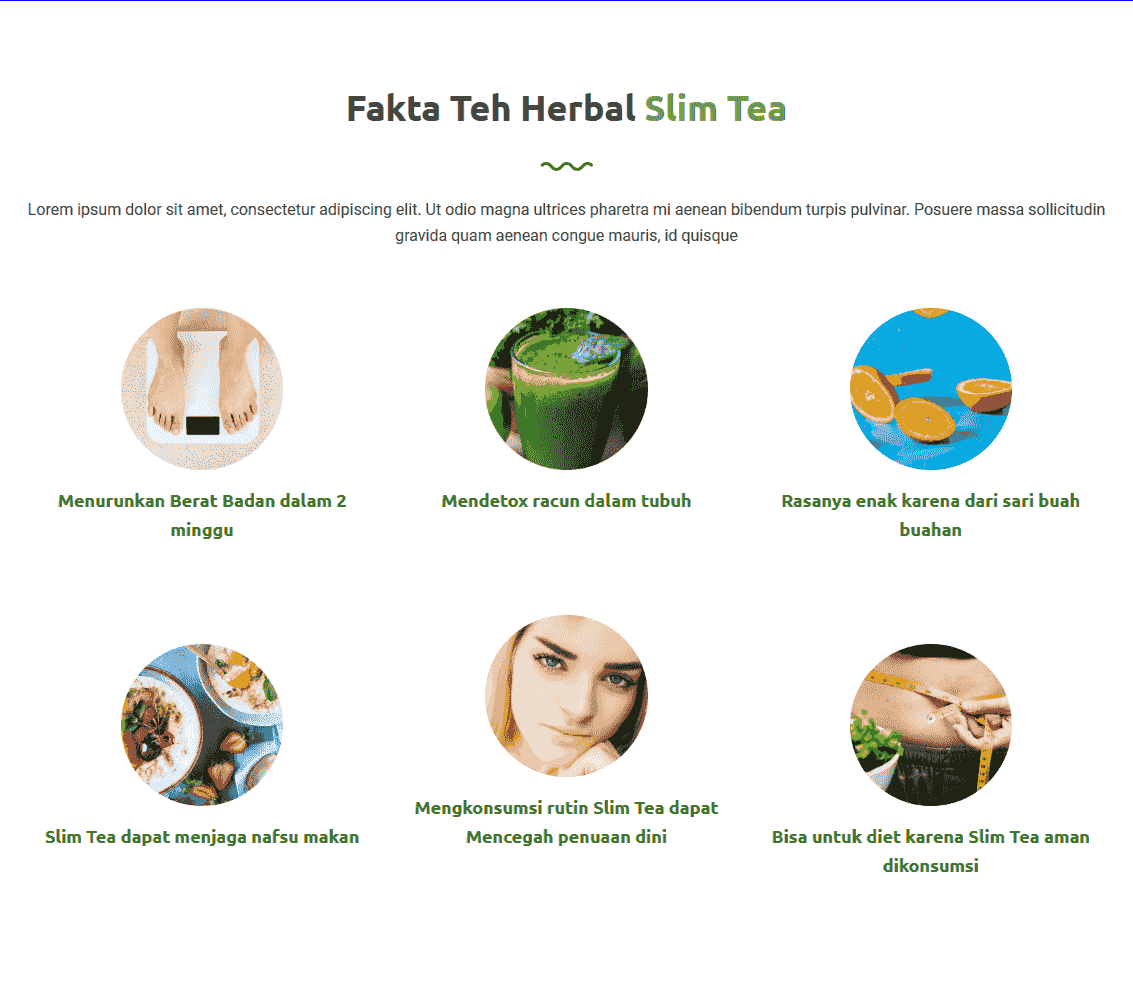 Fakta Teh Herbal Slim Tea
Lorem ipsum dolor sit amet, consectetur adipiscing elit. Ut odio magna ultrices pharetra mi aenean bibendum turpis pulvinar. Posuere massa sollicitudin
gravida quam aenean congue mauris, id quisque
Menurunkan Berat Badan dalam 2
minggu
Mendetox racun dalam tubuh
Rasanya enak karena dari sari buah
buahan
Slim Tea dapat menjaga nafsu makan
Mengkonsumsi rutin Slim Tea dapat
Mencegah penuaan dini
Bisa untuk diet karena Slim Tea aman
dikonsumsi